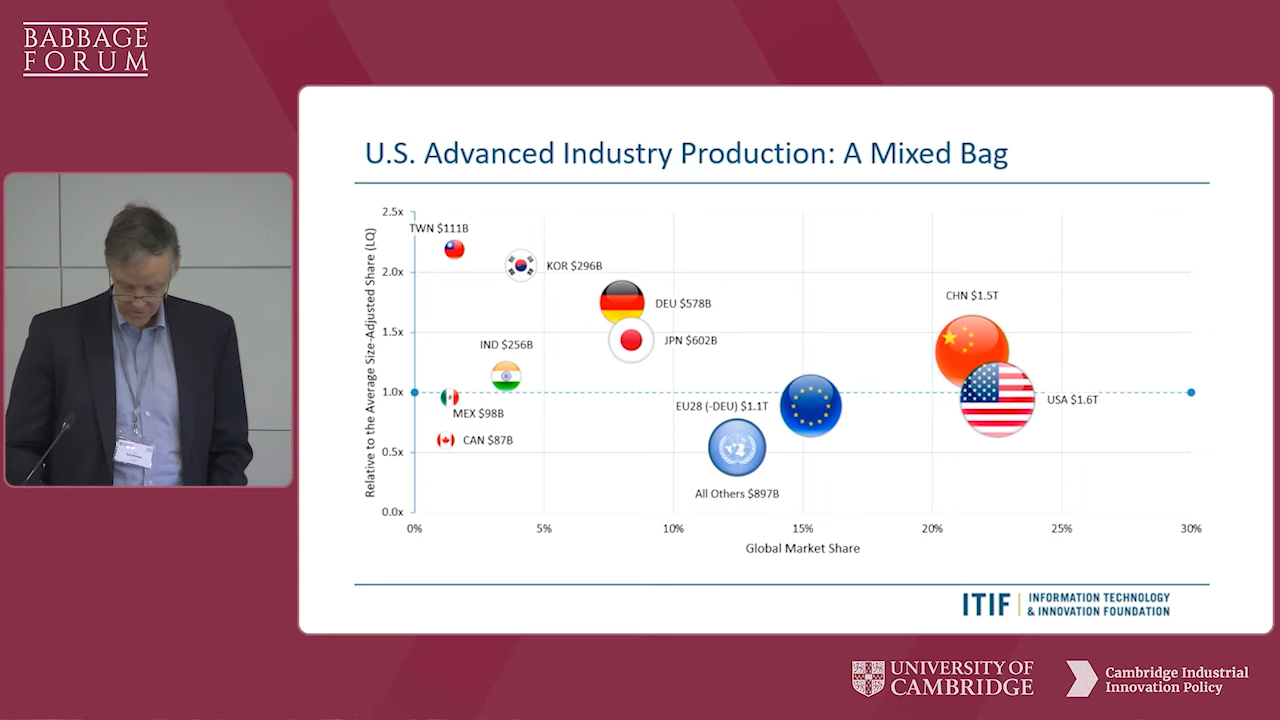 BABBAGE
FORUM
U.S. Advanced Industry Production: A Mixed Bag
Relative to the Average Size-Adjusted Share (LQ)
2.5x
2.0x
1.5x
1.0x
0.5x
0.0x
TWN $111B
KOR $296B
DEU $578B
CHN $1.5T
JPN $602B
IND $256B
MEX $98B
EU28 (-DEU) $1.1T
USA $1.6T
CAN $87B
All Others $897B
0%
5%
10%
15%
20%
25%
30%
Global Market Share
ITIF
INFORMATION TECHNOLOGY
& INNOVATION FOUNDATION
UNIVERSITY OF
CAMBRIDGE
Cambridge Industrial
Innovation Policy